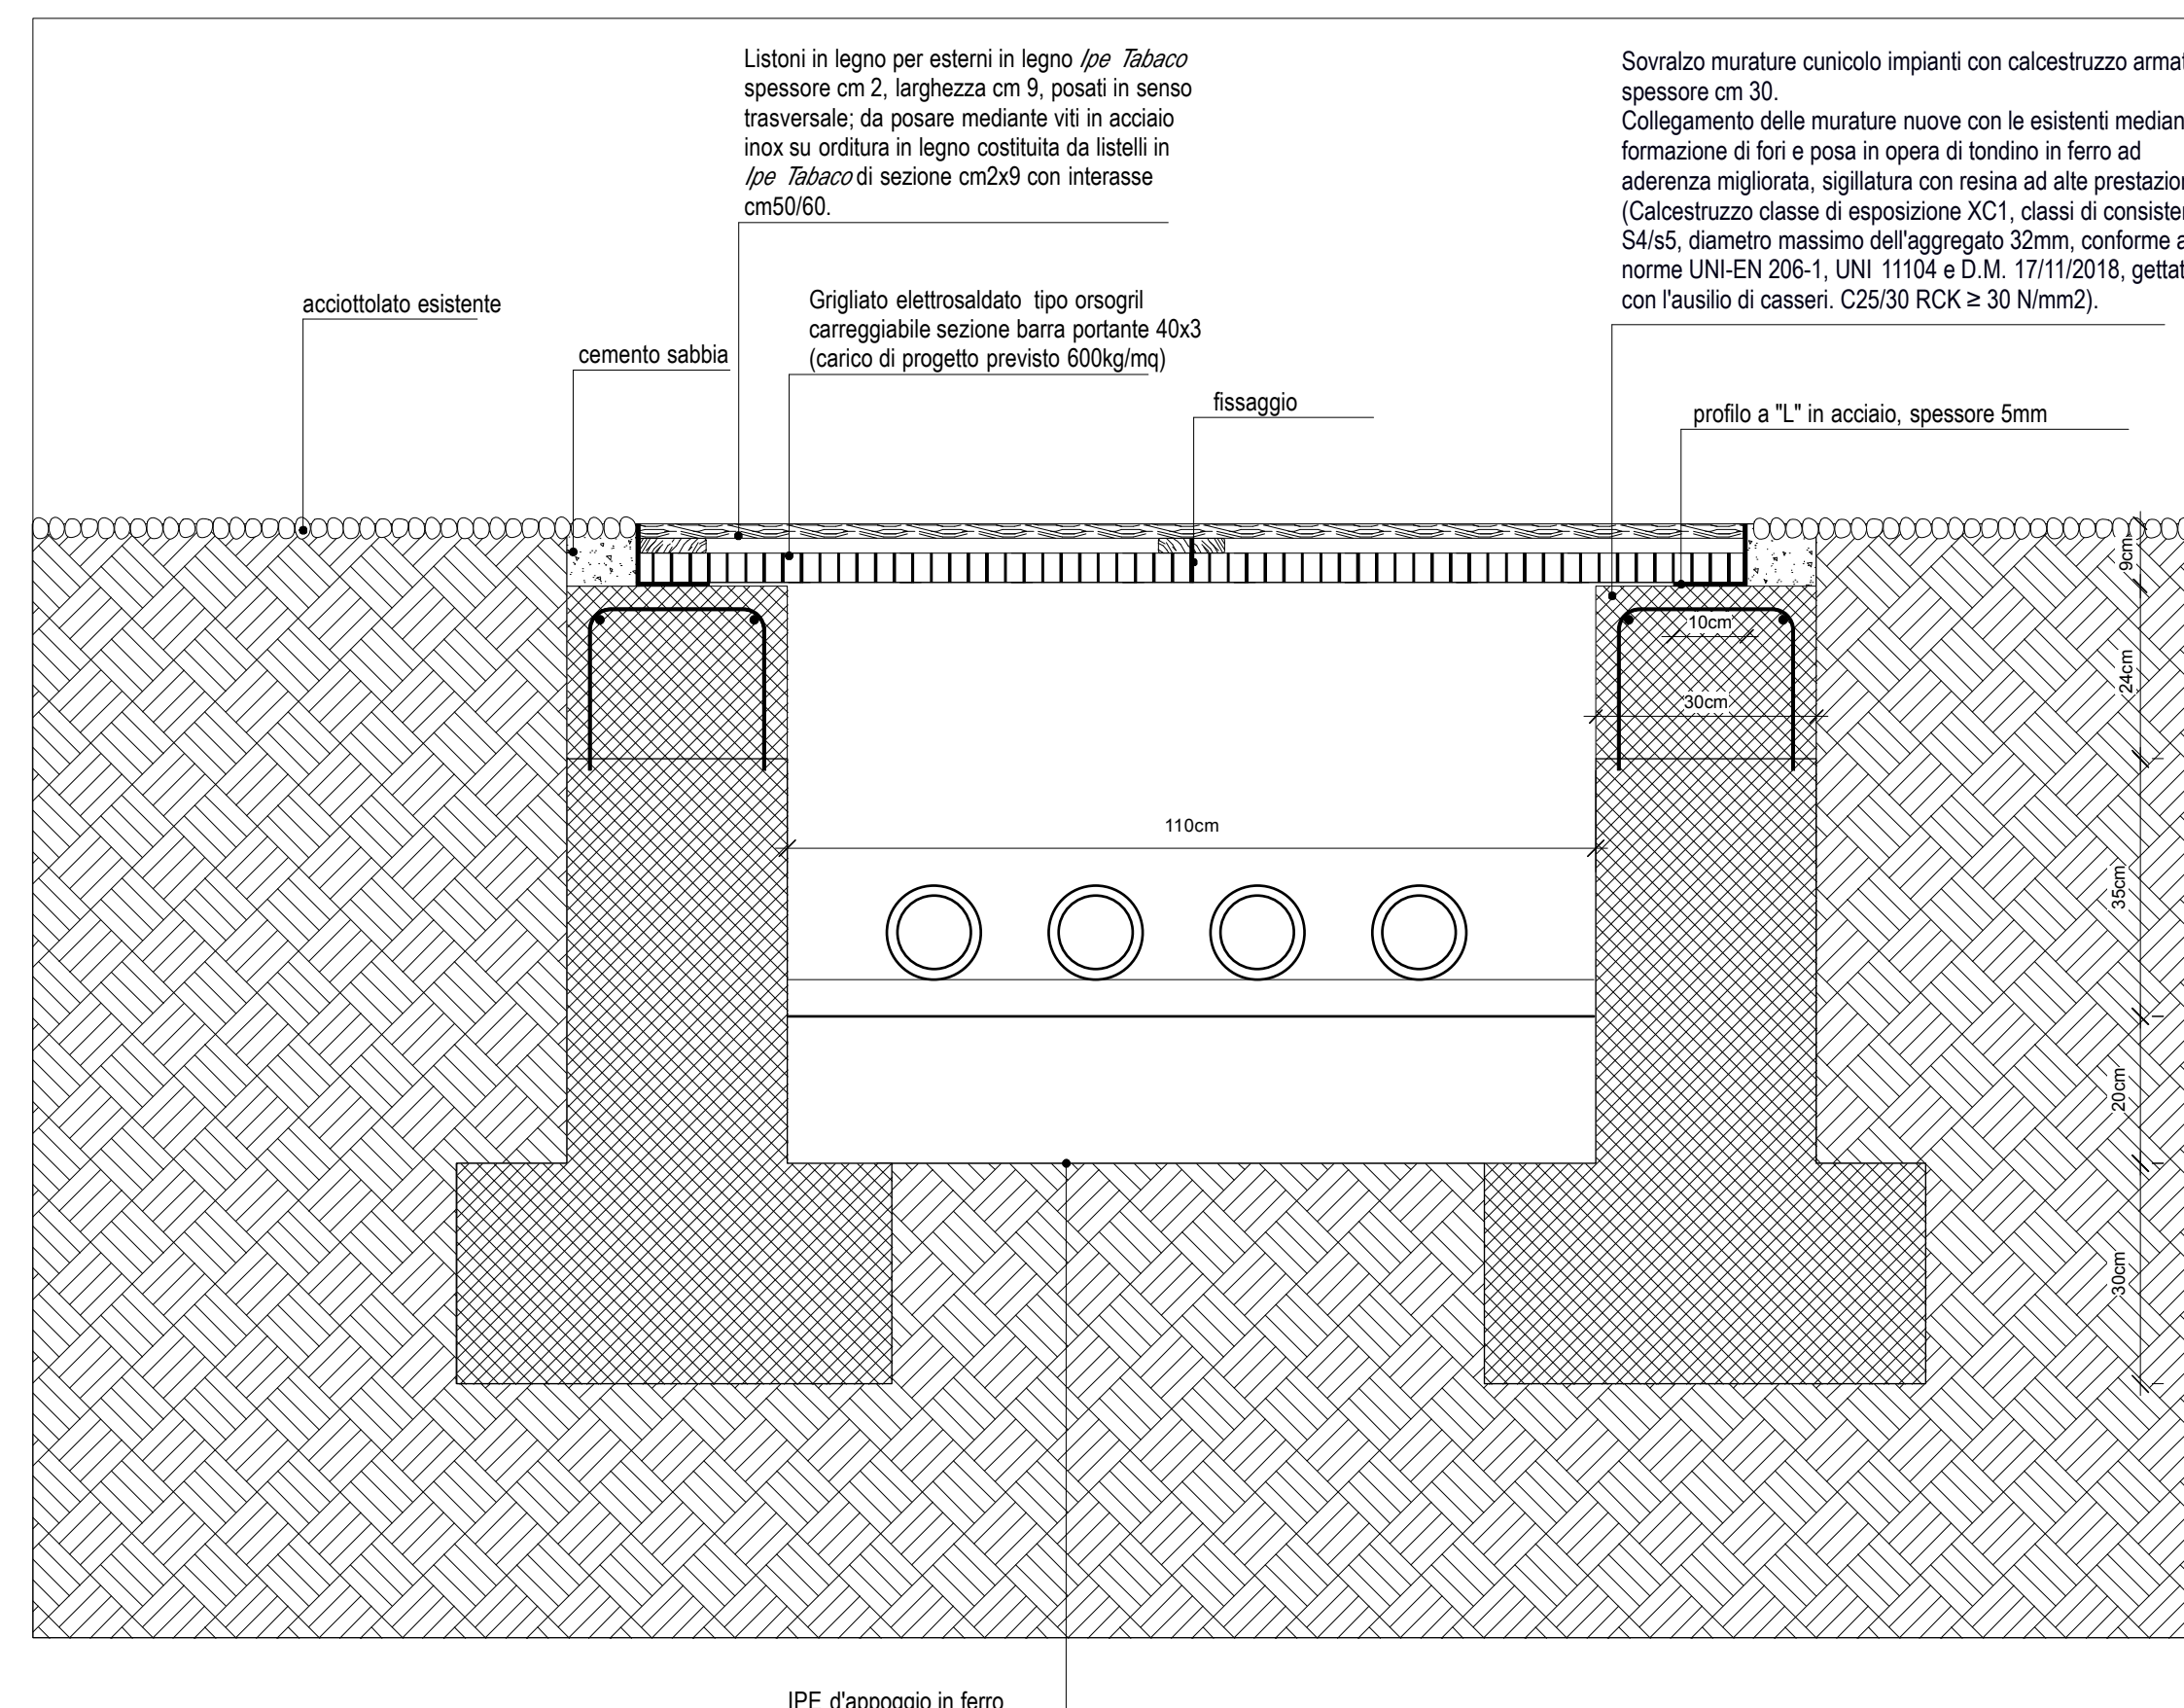 Listoni in legno per esterni in legno Ipe Tabaco
spessore cm 2, larghezza cm 9, posati in senso
trasversale; da posare mediante viti in acciaio
inox su orditura in legno costituita da listelli in
Ipe Tabaco di sezione cm2x9 con interasse
cm50/60.
Sovralzo murature cunicolo impianti con calcestruzzo armat
spessore cm 30.
Collegamento delle murature nuove con le esistenti median
formazione di fori e posa in opera di tondino in ferro ad
aderenza migliorata, sigillatura con resina ad alte prestazion
(Calcestruzzo classe di esposizione XC1, classi di consisten
S4/s5, diametro massimo dell'aggregato 32mm, conforme a
norme UNI-EN 206-1, UNI 11104 e D.M. 17/11/2018, gettat
con l'ausilio di casseri. C25/30 RCK ≥ 30 N/mm2).
acciottolato esistente
Grigliato elettrosaldato tipo orsogril
carreggiabile sezione barra portante 40x3
(carico di progetto previsto 600kg/mq)
cemento sabbia
fissaggio
profilo a "L" in acciaio, spessore 5mm
9cm
10cm
24cm
30cm
110cm
35cm
20cm
30cm
IPE d'appoggio in ferro